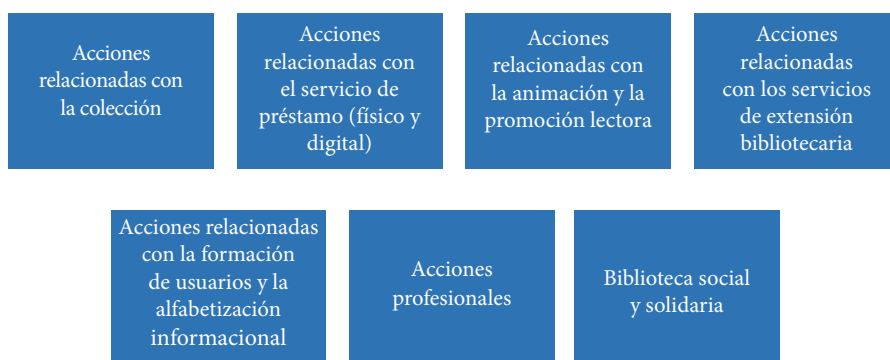 Acciones
relacionadas con
la colección
Acciones
relacionadas con
el servicio de
préstamo (físico y
digital)
Acciones
relacionadas con
la animación y la
promoción lectora
Acciones
relacionadas
con los servicios
de extensión
bibliotecaria
Acciones relacionadas
con la formación
de usuarios y la
alfabetización
informacional
Acciones
profesionales
Biblioteca social
y solidaria